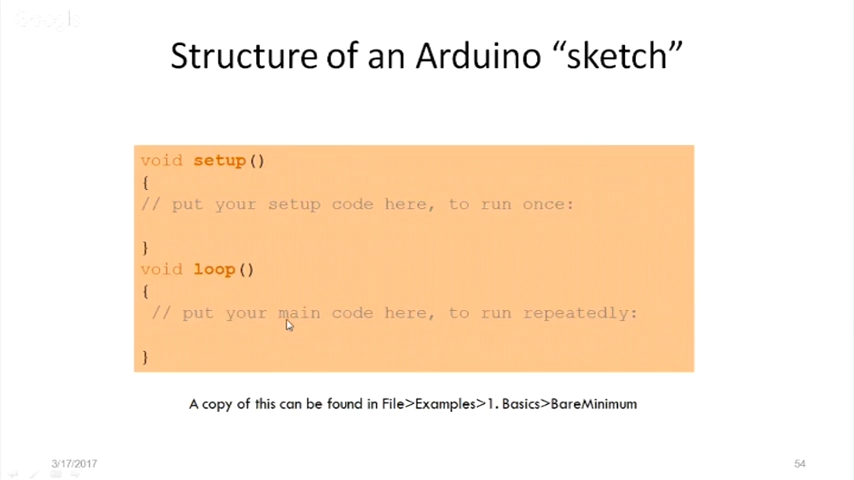 Google
Structure of an Arduino “sketch”
void setup()
{
// put your setup code here, to run once:
}
void loop()
{
// put your main code here, to run repeatedly:
}
A copy of this can be found in File>Examples>1. Basics>BareMinimum
3/17/2017
54